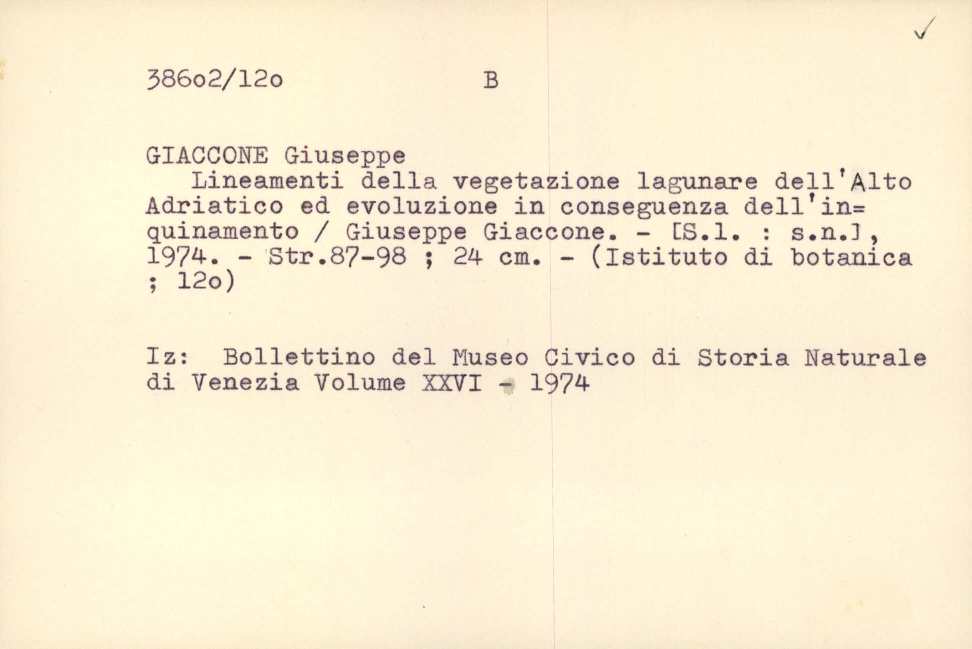 386o2/12o B
GIACCONE Giuseppe
Lineamenti della vegetazione lagunare dell'Alto
Adriatico ed evoluzione in conseguenza dell'in=
quinamento / Giuseppe Giaccone. - [S.l. : s.n.],
1974. - Str.87-98 ; 24 cm. - (Istituto di botanica
; 12o)
Iz: Bollettino del Museo Civico di Storia Naturale
di Venezia Volume XXVI - 1974